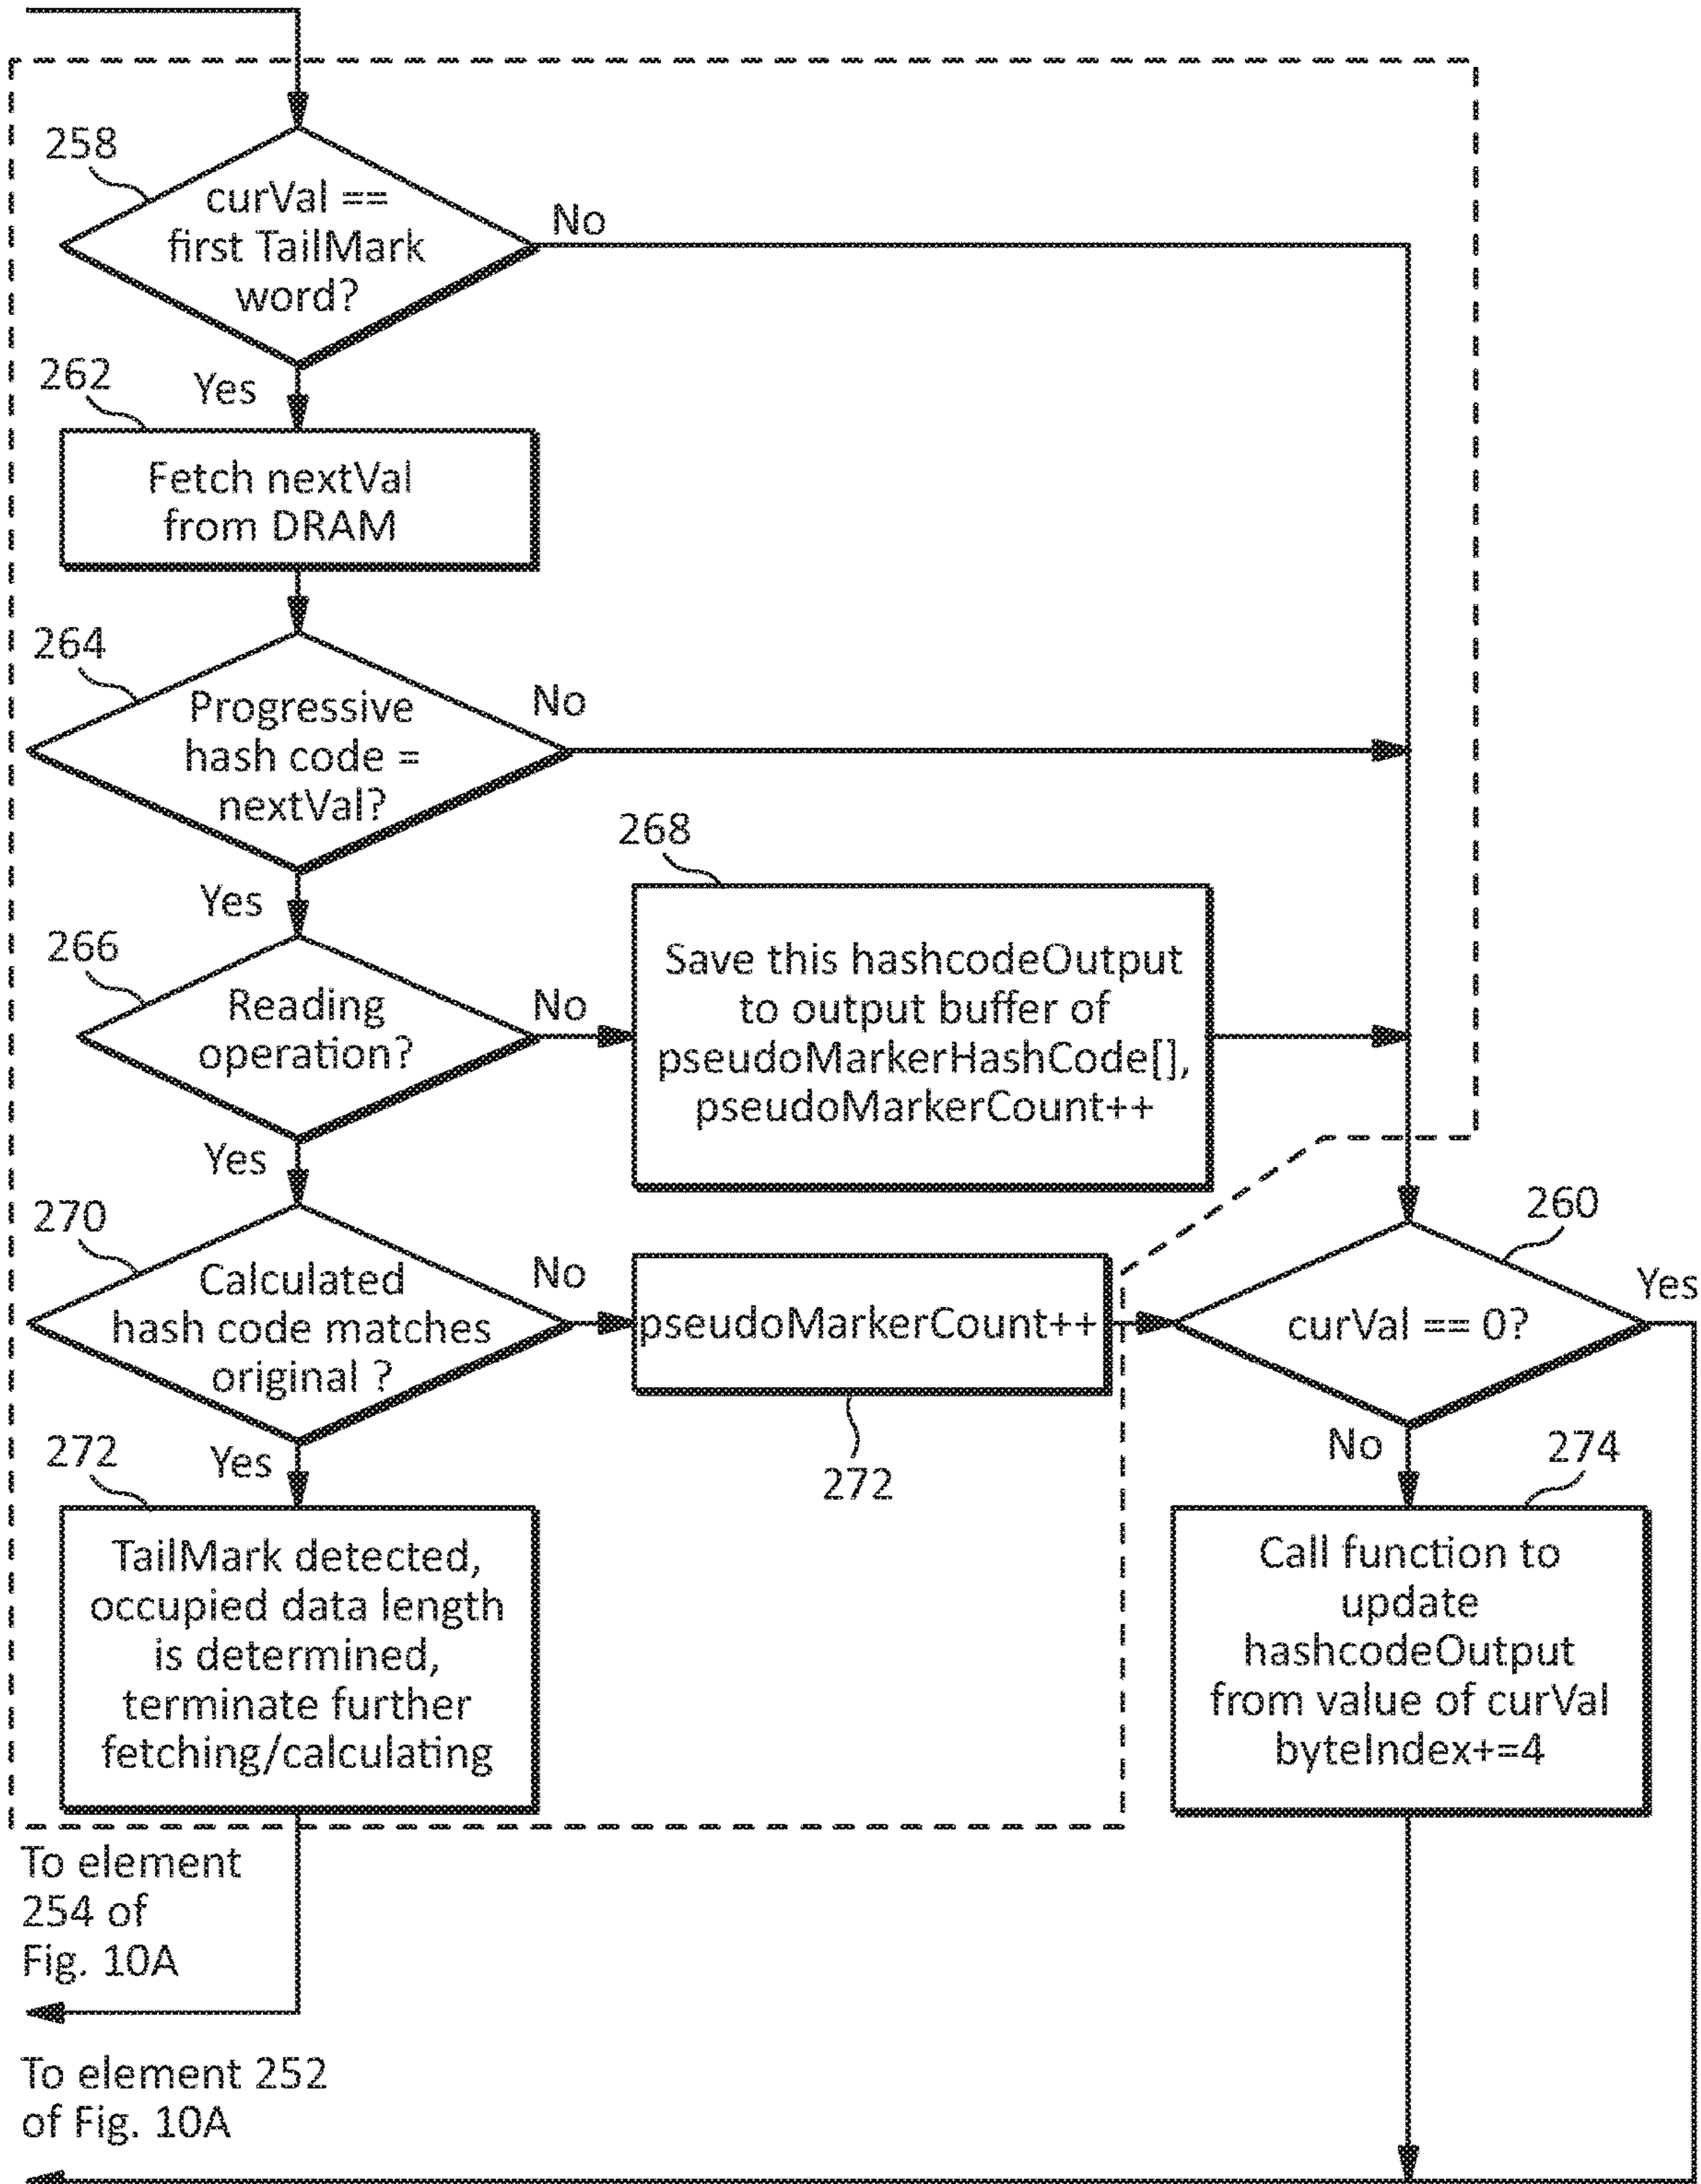 258
curVal ==
first TailMark
word?
No
Yes
262
Fetch nextVal
from DRAM
264
Progressive
hash code =
nextVal?
No
Yes
268
Save this hashcodeOutput
to output buffer of
pseudoMarkerHashCode[],
pseudoMarkerCount++
266
Reading
operation?
No
Yes
270
Calculated
hash code matches
original ?
No
Yes
pseudoMarkerCount++
272
260
curVal == 0?
Yes
No
272
TailMark detected,
occupied data length
is determined,
terminate further
fetching/calculating
274
Call function to
update
hashcodeOutput
from value of curVal
byteIndex+=4
To element
254 of
Fig. 10A
To element 252
of Fig. 10A